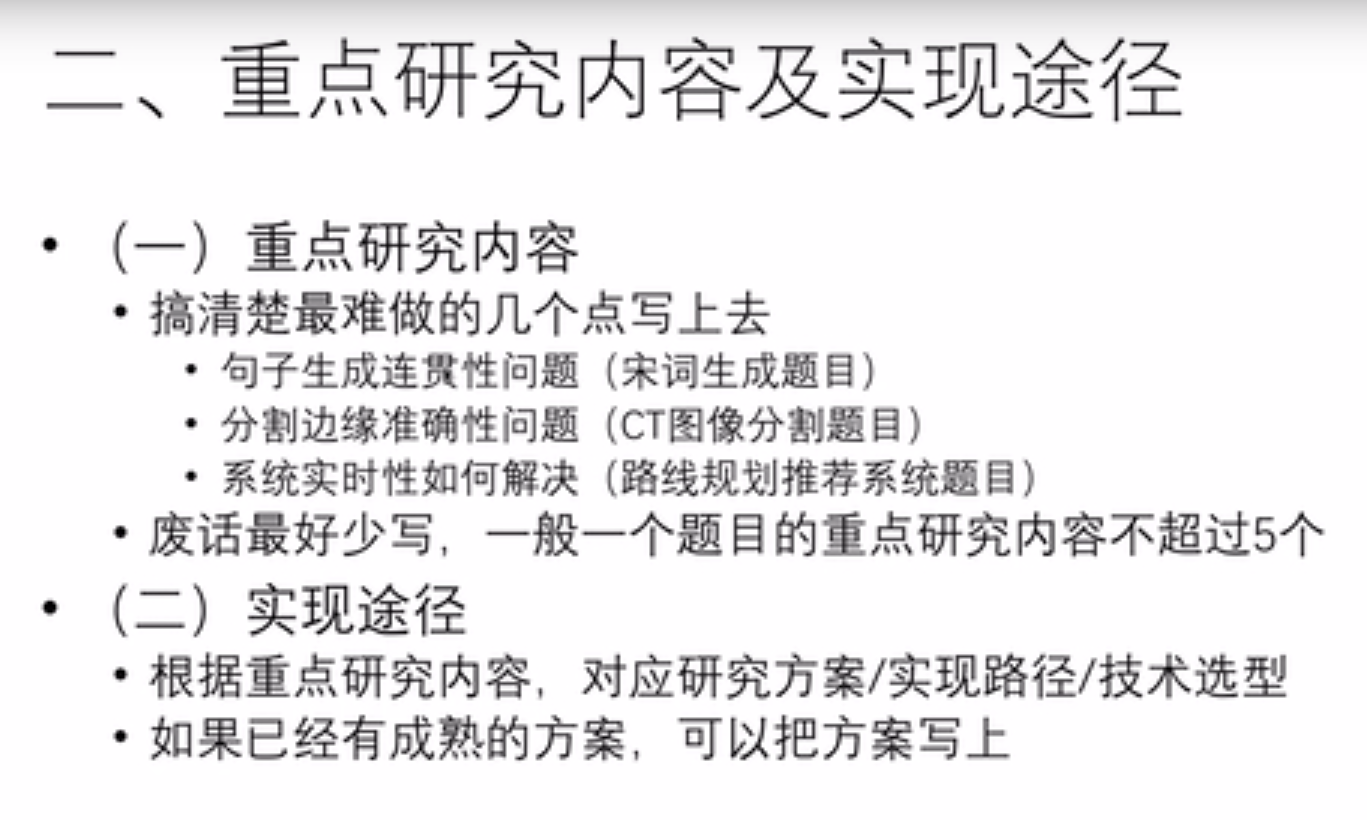 二、重点研究内容及实现途径
• （一）重点研究内容
• 搞清楚最难做的几个点写上去
• 句子生成连贯性问题（宋词生成题目）
• 分割边缘准确性问题（CT图像分割题目）
• 系统实时性如何解决（路线规划推荐系统题目）
• 废话最好少写，一般一个题目的重点研究内容不超过5个
• （二）实现途径
• 根据重点研究内容，对应研究方案/实现路径/技术选型
• 如果已经有成熟的方案，可以把方案写上